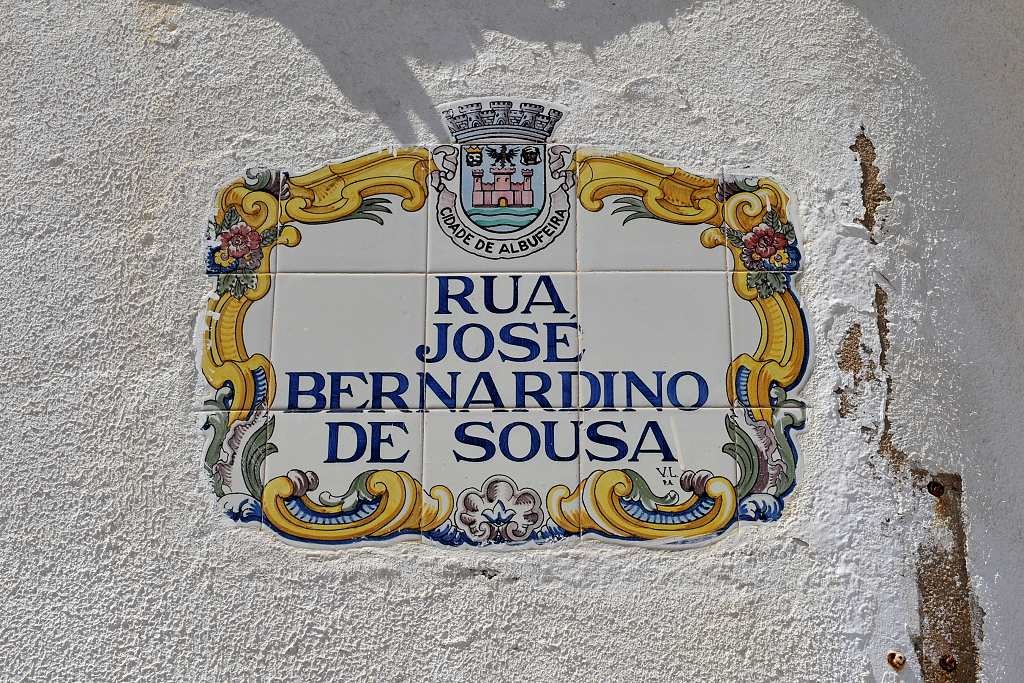 CIDADE DE ALBUFEIRA
RUA
JOSÉ
BERNARDINO
DE SOUSA
V.L.
P.A.